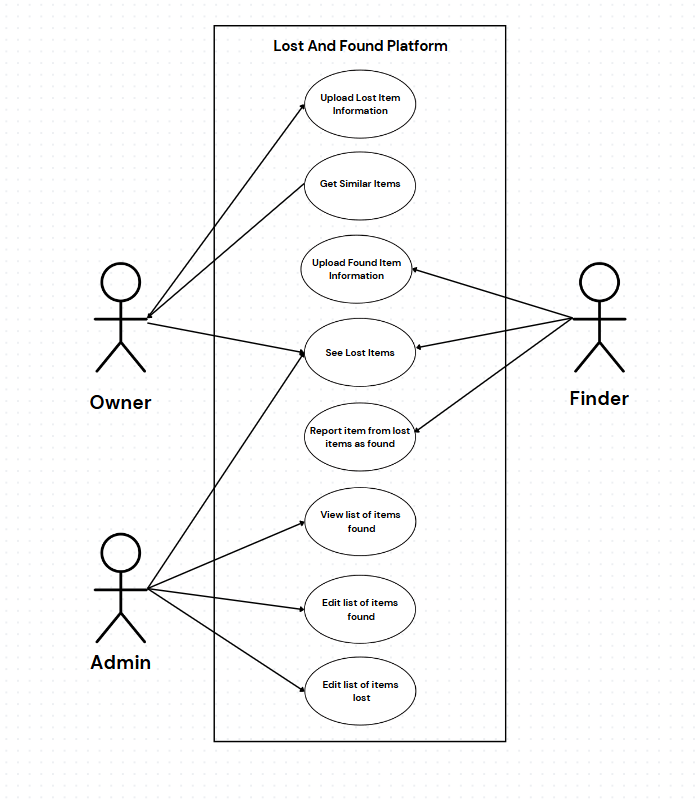 Lost And Found Platform
Upload Lost Item
Information
Get Similar Items
Upload Found Item
Information
See Lost Items
Owner
Finder
Report item from lost
items as found
View list of items
found
Edit list of items
found
Admin
Edit list of items
lost